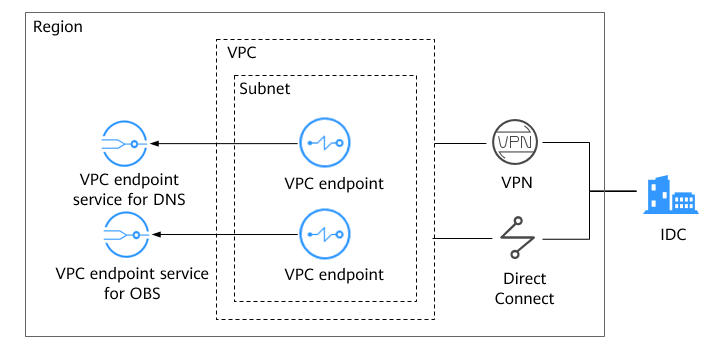 Region
VPC
Subnet
VPN
VPC endpoint
service for DNS
VPC endpoint
VPN
IDC
VPC endpoint service
for OBS
VPC endpoint
Direct
Connect